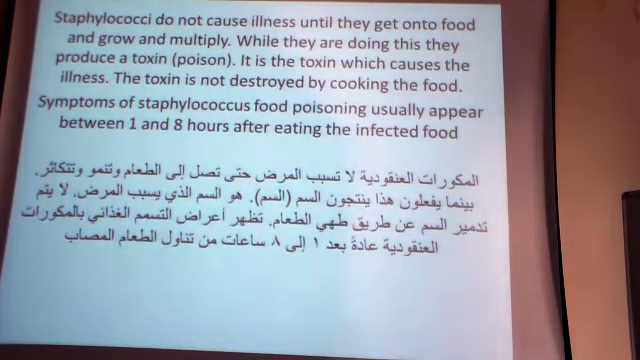 Staphylococci do not cause illness until they get onto food
and grow and multiply. While they are doing this they
produce a toxin (poison). It is the toxin which causes the
illness. The toxin is not destroyed by cooking the food.
Symptoms of staphylococcus food poisoning usually appear
between 1 and 8 hours after eating the infected food
المكورات العنقودية لا تسبب المرض حتى تصل إلى الطعام وتنمو وتتكاثر.
بينما يفعلون هذا ينتجون السم (السم). هو السم الذي يسبب المرض. لا يتم
تدمير السم عن طريق طهي الطعام. تظهر أعراض التسمم الغذائي بالمكورات
العنقودية عادةً بعد ١ إلى ٨ ساعات من تناول الطعام المصاب